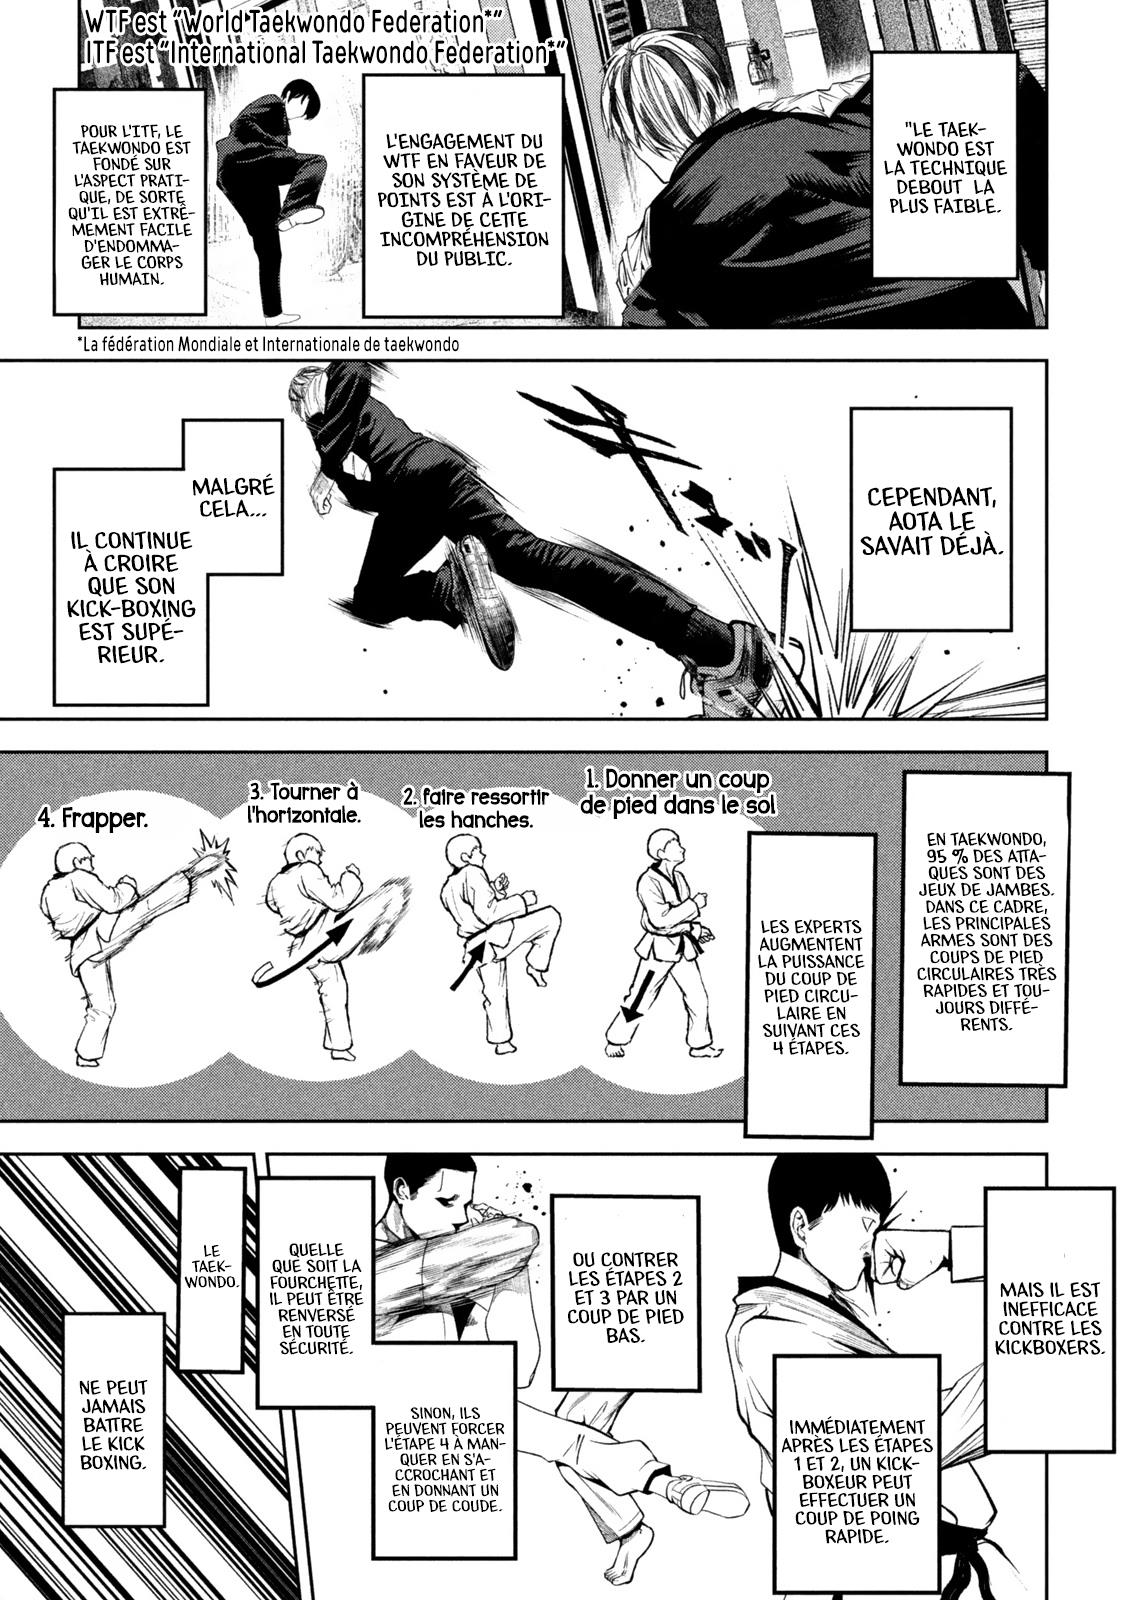 WTF est "World Taekwondo Federation*"
ITF est "International Taekwondo Federation*"
"LE TAEK-
WONDO EST
LA TECHNIQUE
DEBOUT LA
PLUS FAIBLE.
L'ENGAGEMENT DU
WTF EN FAVEUR DE
SON SYSTÈME DE
POINTS EST À L'ORI-
GINE DE CETTE
INCOMPRÉHENSION
DU PUBLIC.
POUR L'ITF, LE
TAEKWONDO EST
FONDÉ SUR
L'ASPECT PRATI-
QUE, DE SORTE
QU'IL EST EXTRÊ-
MEMENT FACILE
D'ENDOMMA-
GER LE CORPS
HUMAIN.
*La fédération Mondiale et Internationale de taekwondo
CEPENDANT,
AOTA LE
SAVAIT DÉJÀ.
MALGRÉ
CELA...
IL CONTINUE
À CROIRE
QUE SON
KICK-BOXING
EST SUPÉ-
RIEUR.
EN TAEKWONDO,
95 % DES ATTA-
QUES SONT DES
JEUX DE JAMBES.
DANS CE CADRE,
LES PRINCIPALES
ARMES SONT DES
COUPS DE PIED
CIRCULAIRES TRÈS
RAPIDES ET TOU-
JOURS DIFFÉ-
RENTS.
LES EXPERTS
AUGMENTENT
LA PUISSANCE
DU COUP DE
PIED CIRCU-
LAIRE EN
SUIVANT CES
4 ÉTAPES.
1. Donner un coup
de pied dans le sol
2. faire ressortir
les hanches.
3. Tourner à
l'horizontale.
4. Frapper.
MAIS IL EST
INEFFICACE
CONTRE LES
KICKBOXERS.
IMMÉDIATEMENT
APRÈS LES ÉTAPES
1 ET 2, UN KICK-
BOXEUR PEUT
EFFECTUER UN
COUP DE POING
RAPIDE.
OU CONTRER
LES ÉTAPES 2
ET 3 PAR UN
COUP DE PIED
BAS.
SINON, ILS
PEUVENT FORCER
L'ÉTAPE 4 À MAN-
QUER EN S'A-
CCROCHANT ET
EN DONNANT UN
COUP DE COUDE.
QUELLE
QUE SOIT LA
FOURCHETTE,
IL PEUT ÊTRE
RENVERSÉ
EN TOUTE
SÉCURITÉ.
LE
TAEK-
WONDO.
NE PEUT
JAMAIS
BATTRE
LE KICK
BOXING.